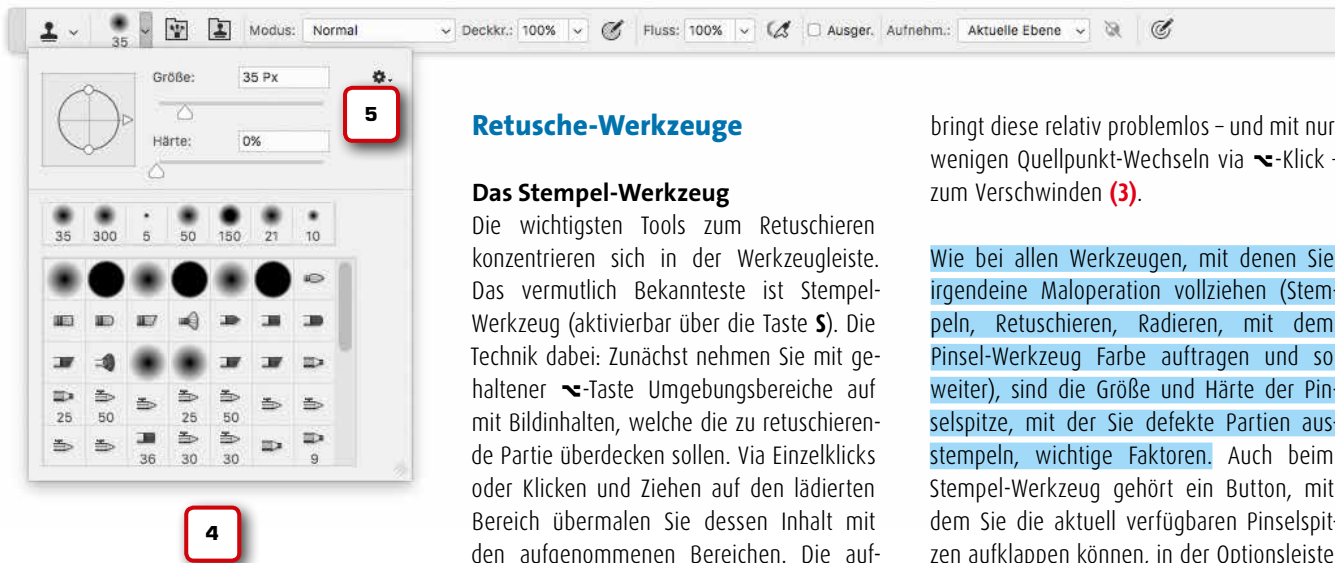 35
Modus: Normal
Deckkr.: 100%
Fluss: 100%
Ausger. Aufnehm.: Aktuelle Ebene
Größe: 35 Px
5
Härte: 0%
35 300 5 50 150 21 10
25 50 25 50
36 30 30 9
4
Retusche-Werkzeuge
Das Stempel-Werkzeug
Die wichtigsten Tools zum Retuschieren
konzentrieren sich in der Werkzeugleiste.
Das vermutlich Bekannteste ist Stempel-
Werkzeug (aktivierbar über die Taste S). Die
Technik dabei: Zunächst nehmen Sie mit ge-
haltener ⌥-Taste Umgebungsbereiche auf
mit Bildinhalten, welche die zu retuschieren-
de Partie überdecken sollen. Via Einzelklicks
oder Klicken und Ziehen auf den lädierten
Bereich übermalen Sie dessen Inhalt mit
den aufgenommenen Bereichen. Die auf-
bringt diese relativ problemlos – und mit nur
wenigen Quellpunkt-Wechseln via ⌥-Klick –
zum Verschwinden (3).
Wie bei allen Werkzeugen, mit denen Sie
irgendeine Maloperation vollziehen (Stem-
peln, Retuschieren, Radieren, mit dem
Pinsel-Werkzeug Farbe auftragen und so
weiter), sind die Größe und Härte der Pin-
selspitze, mit der Sie defekte Partien aus-
stempeln, wichtige Faktoren. Auch beim
Stempel-Werkzeug gehört ein Button, mit
dem Sie die aktuell verfügbaren Pinselspit-
zen aufklappen können, in der Optionsleiste